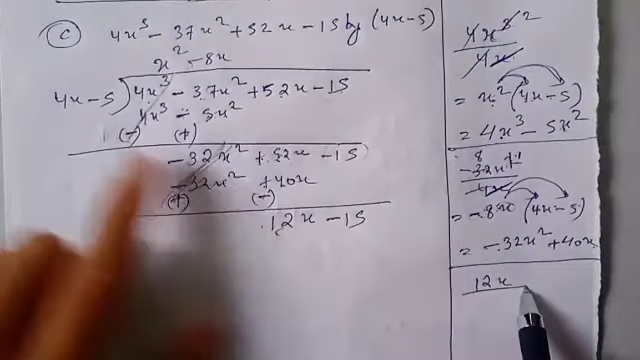 (c) 4x³ - 37x² + 52x - 15 by (4x-5)
x² - 8x
4x-5) 4x³ - 37x² + 52x - 15
4x³ - 5x²
(-) (+)
-32x² + 52x - 15
-32x² + 40x
(+) (-)
12x - 15
4x³ 2
4x
= x² (4x-5)
= 4x³ - 5x²
8
-32x²
4x
= -8x (4x-5)
= -32x² + 40x
12x